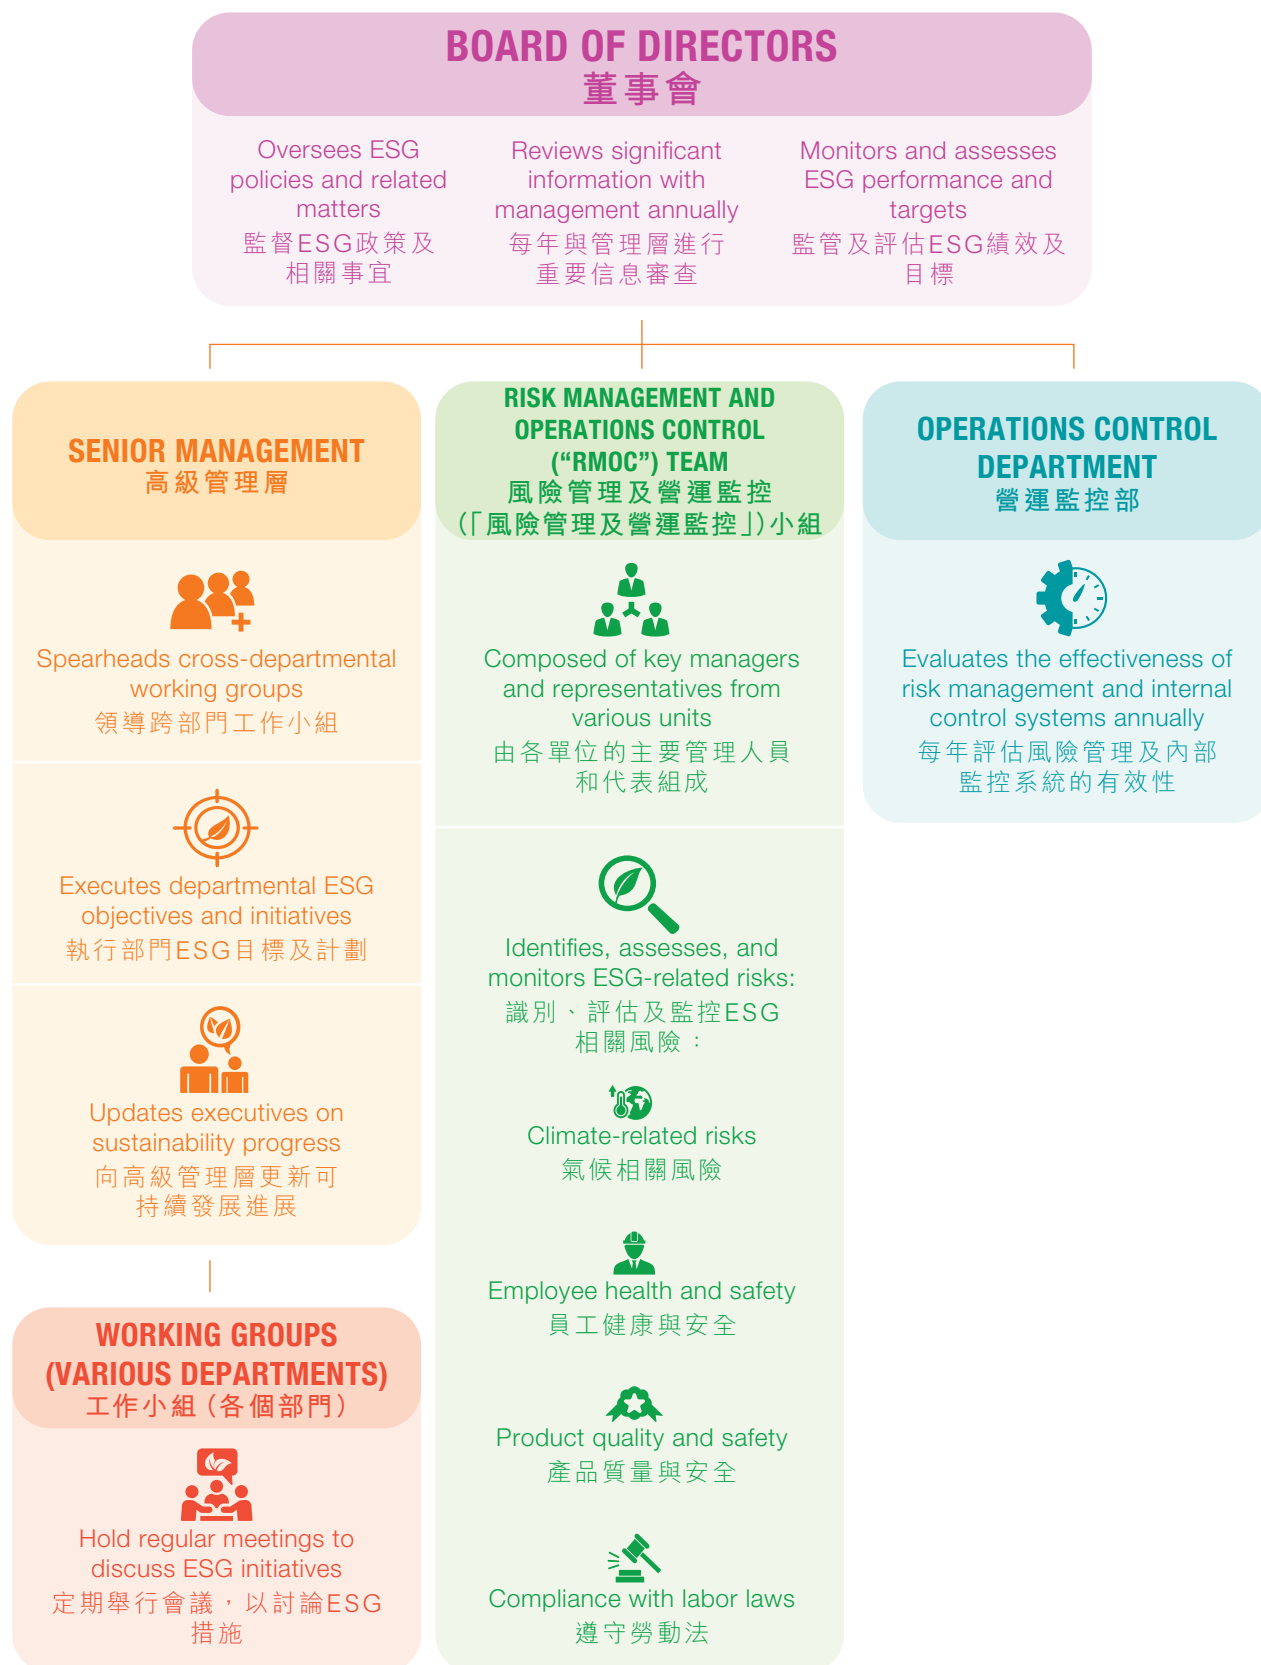 BOARD OF DIRECTORS
董事會
Oversees ESG
policies and related
matters
監督ESG政策及
相關事宜
Reviews significant
information with
management annually
每年與管理層進行
重要信息審查
Monitors and assesses
ESG performance and
targets
監管及評估ESG績效及
目標
SENIOR MANAGEMENT
高級管理層
Spearheads cross-departmental
working groups
領導跨部門工作小組
Executes departmental ESG
objectives and initiatives
執行部門ESG目標及計劃
Updates executives on
sustainability progress
向高級管理層更新可
持續發展進展
WORKING GROUPS
(VARIOUS DEPARTMENTS)
工作小組（各個部門）
Hold regular meetings to
discuss ESG initiatives
定期舉行會議，以討論ESG
措施
RISK MANAGEMENT AND
OPERATIONS CONTROL
(“RMOC”) TEAM
風險管理及營運監控
（「風險管理及營運監控」）小組
Composed of key managers
and representatives from
various units
由各單位的主要管理人員
和代表組成
Identifies, assesses, and
monitors ESG-related risks:
識別、評估及監控ESG
相關風險：
Climate-related risks
氣候相關風險
Employee health and safety
員工健康與安全
Product quality and safety
產品質量與安全
Compliance with labor laws
遵守勞動法
OPERATIONS CONTROL
DEPARTMENT
營運監控部
Evaluates the effectiveness of
risk management and internal
control systems annually
每年評估風險管理及內部
監控系統的有效性